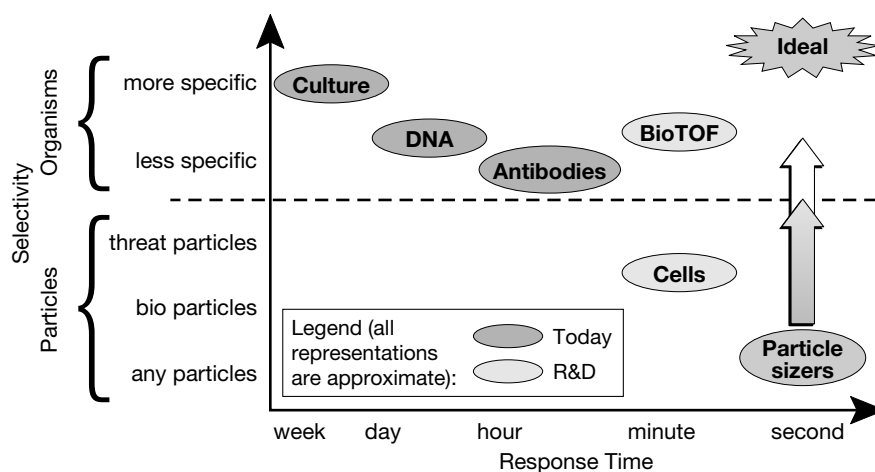 Selectivity
Organisms
Particles
more specific
less specific
threat particles
bio particles
any particles
Culture
DNA
Antibodies
BioTOF
Ideal
Cells
Particle
sizers
Legend (all
representations
are approximate):
Today
R&D
week day hour minute second
Response Time